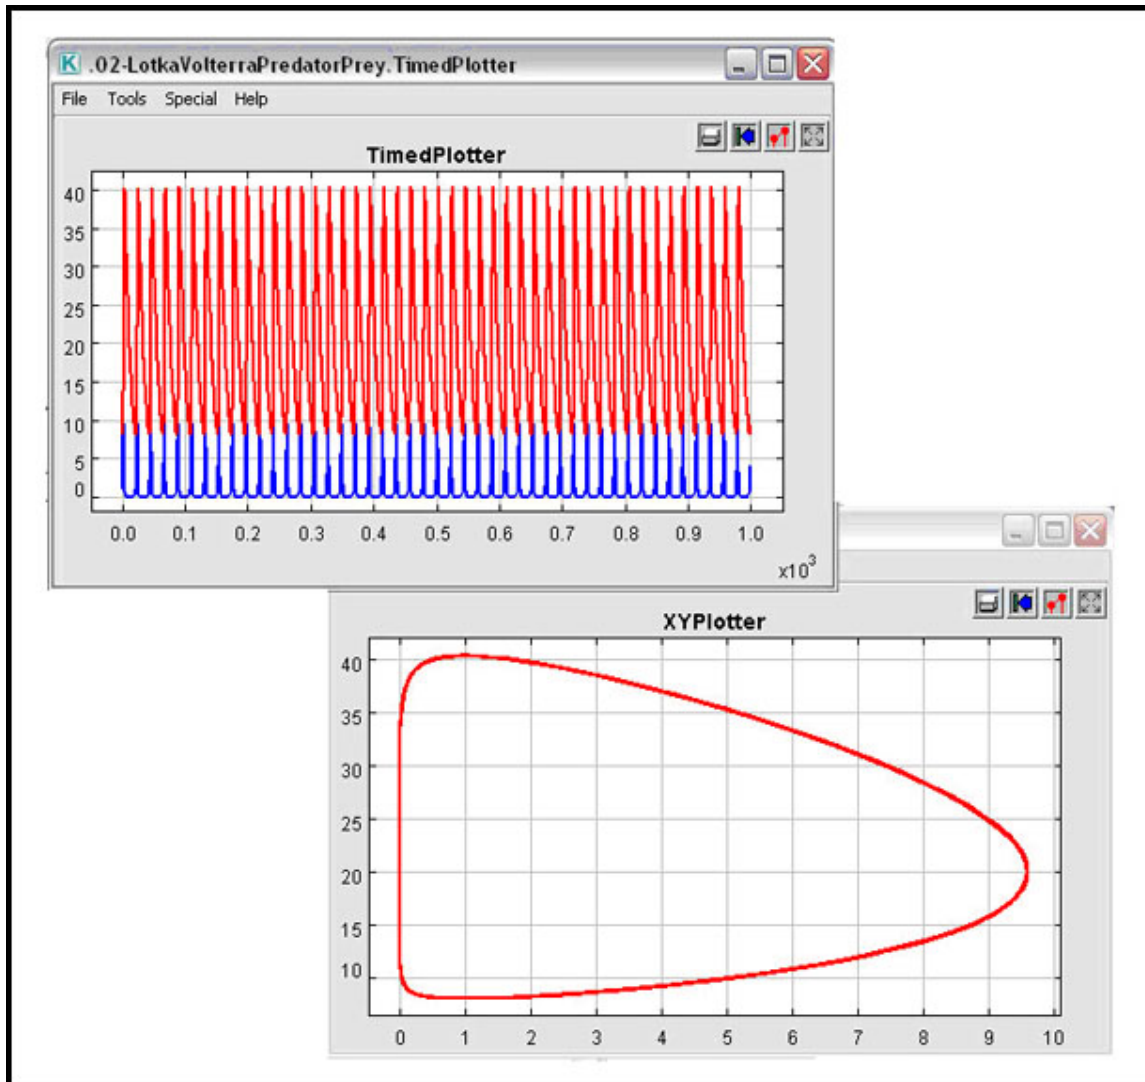 .02-LotkaVolterraPredatorPrey.TimedPlotter
File Tools Special Help
TimedPlotter
40
35
30
25
20
15
10
5
0
0.0 0.1 0.2 0.3 0.4 0.5 0.6 0.7 0.8 0.9 1.0
x10³
XYPlotter
40
35
30
25
20
15
10
0 1 2 3 4 5 6 7 8 9 10